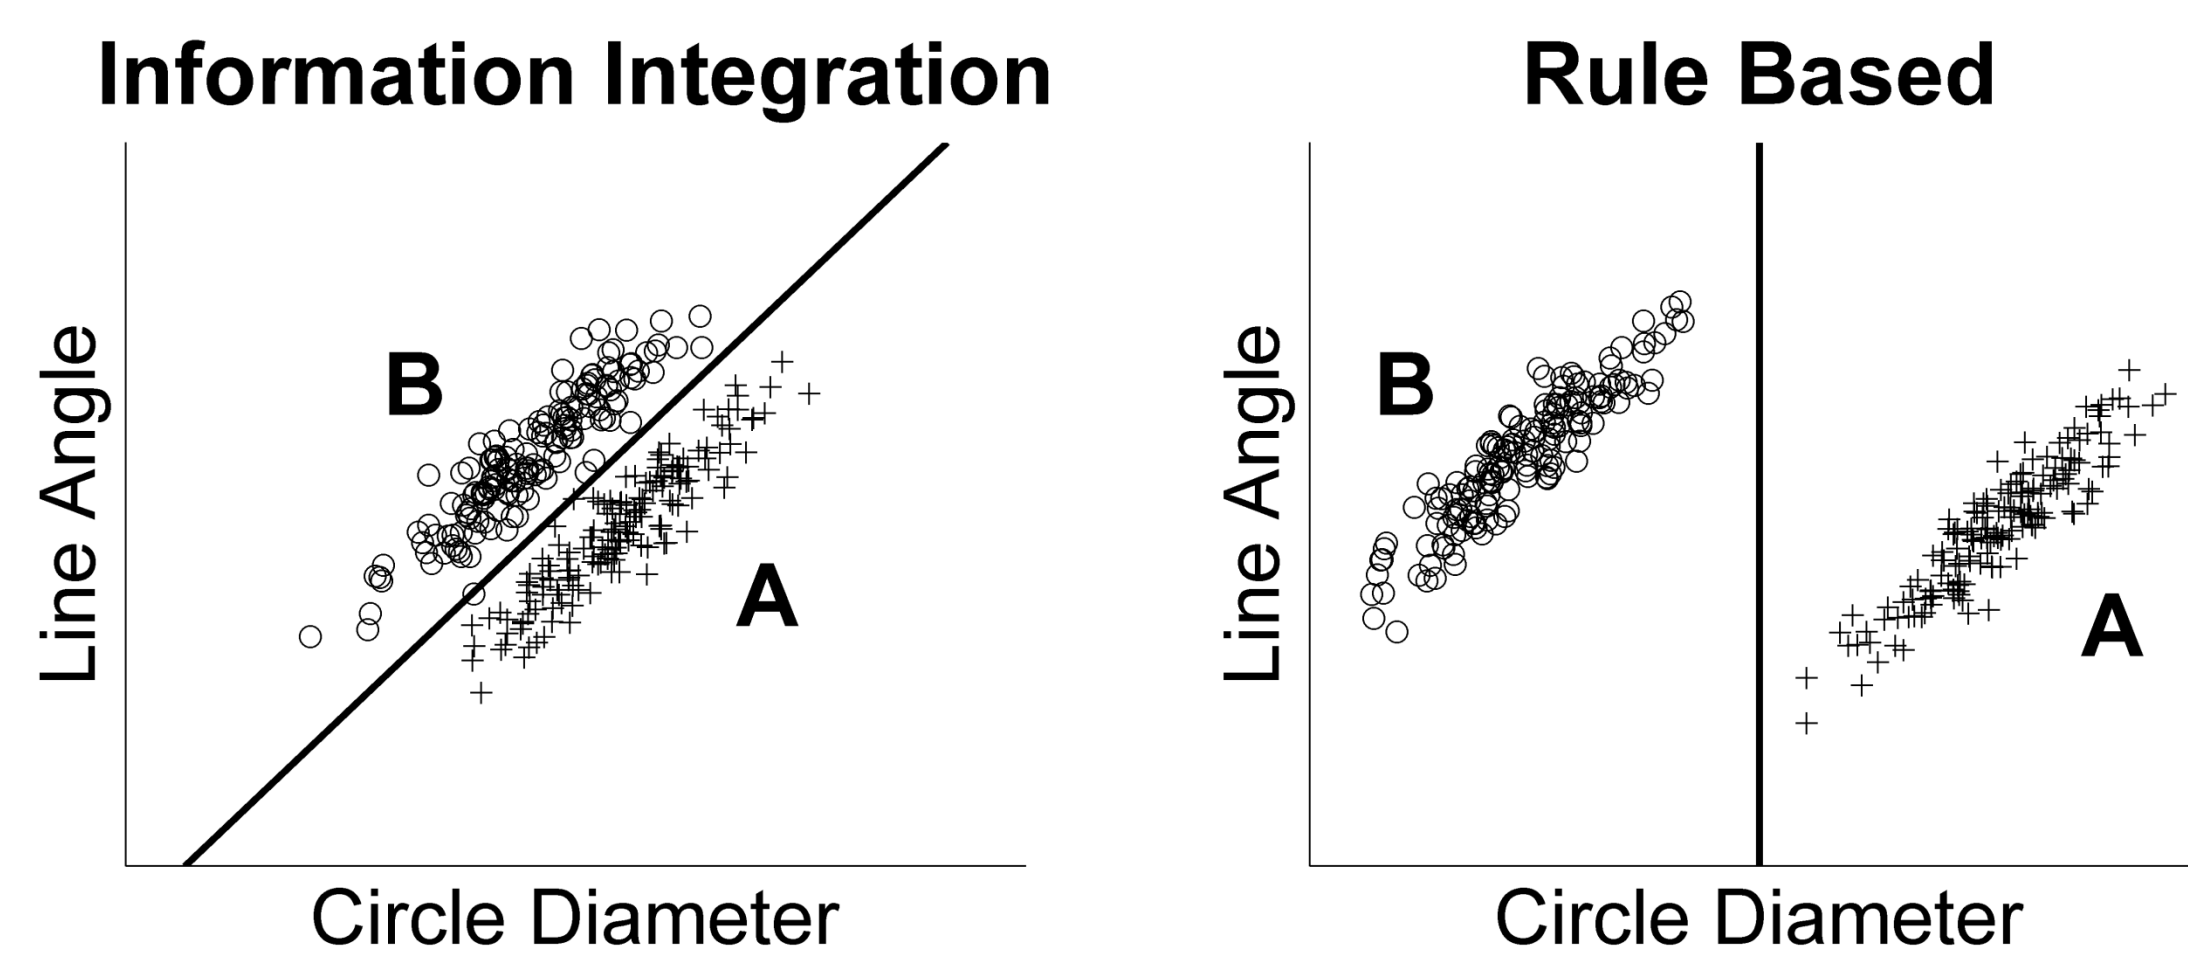 Information Integration
B
A
Line Angle
Circle Diameter
Rule Based
B
A
Line Angle
Circle Diameter